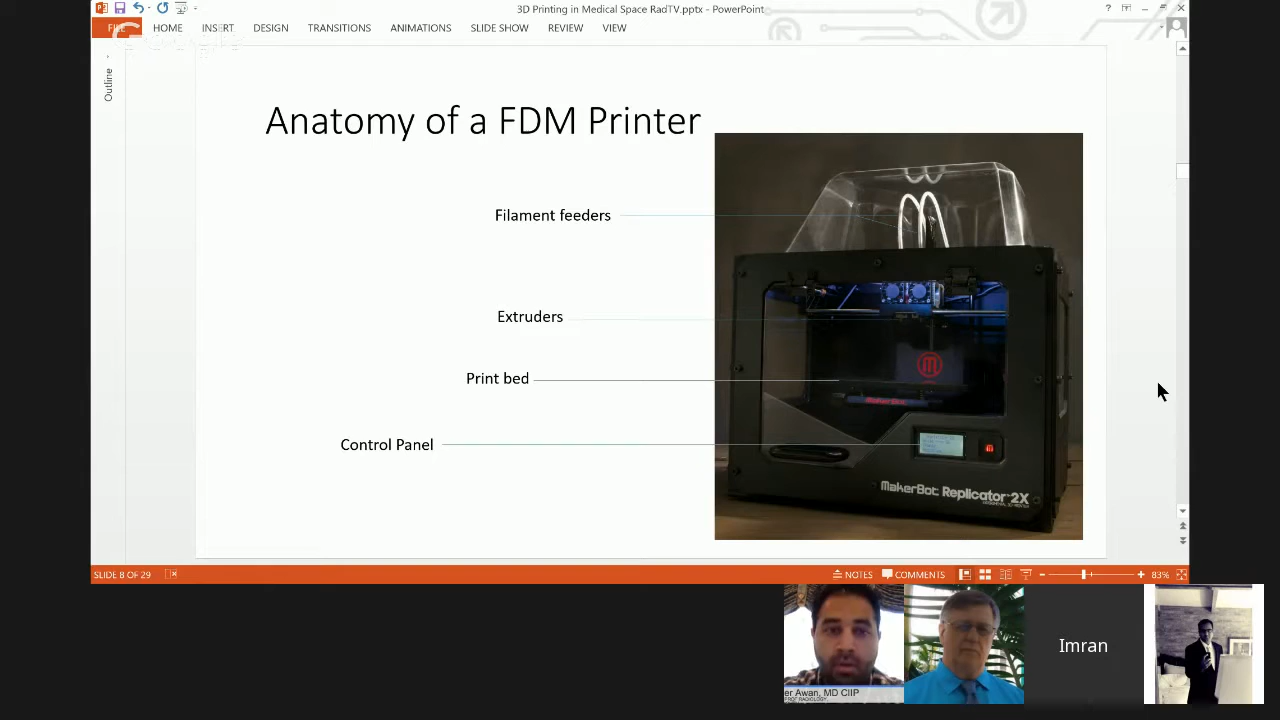 3D Printing in Medical Space RadTV.pptx - PowerPoint
FILE HOME INSERT DESIGN TRANSITIONS ANIMATIONS SLIDE SHOW REVIEW VIEW
Outline
Anatomy of a FDM Printer
Filament feeders
Extruders
Print bed
Control Panel
MakerBot
MakerBot Replicator 2X
SLIDE 8 OF 29
NOTES COMMENTS 83%
Imran
er Awan, MD CIIP